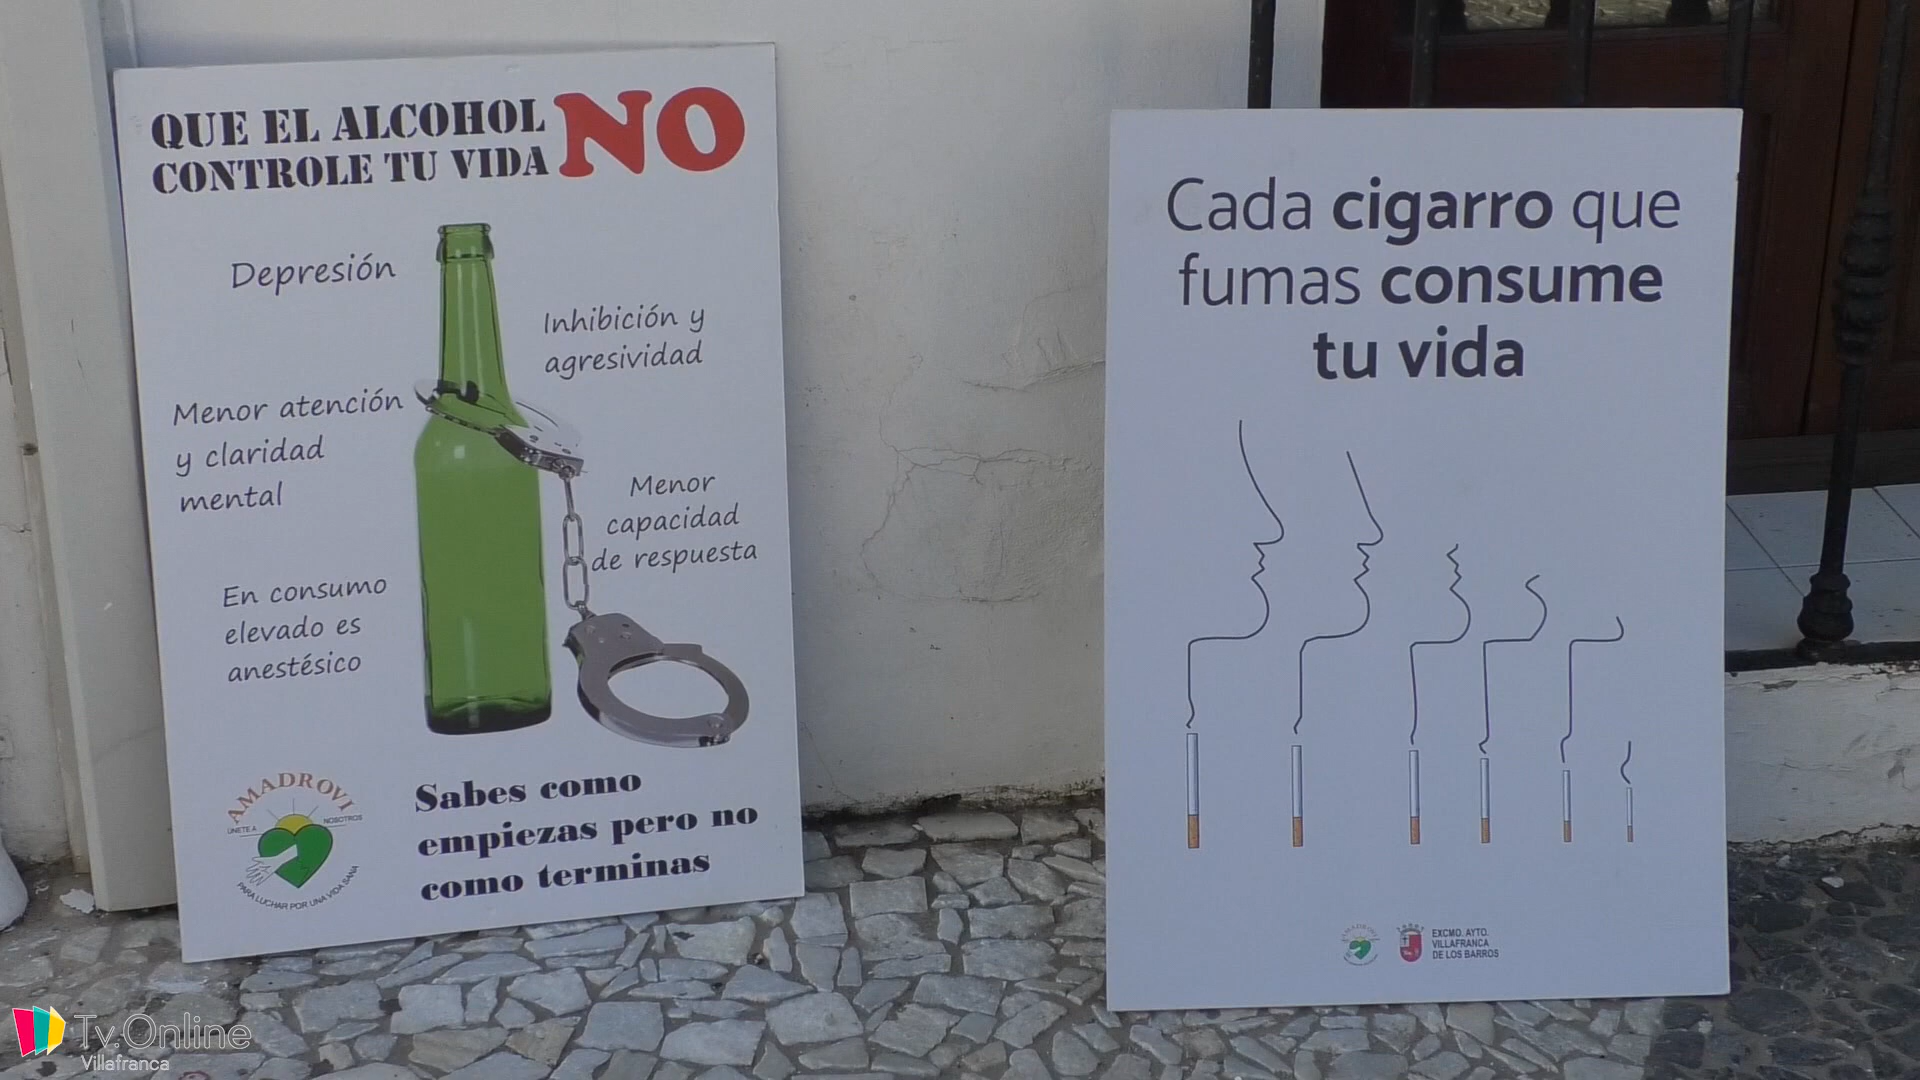 QUE EL ALCOHOL NO
CONTROLE TU VIDA
Depresión
Inhibición y
agresividad
Menor atención
y claridad
mental
Menor
capacidad
de respuesta
En consumo
elevado es
anestésico
AMADROVI
ÚNETE A NOSOTROS
PARA LUCHAR POR UNA VIDA SANA
Sabes como
empiezas pero no
como terminas
Cada cigarro que
fumas consume
tu vida
AMADROVI
EXCMO. AYTO.
VILLAFRANCA
DE LOS BARROS
Tv.Online
Villafranca